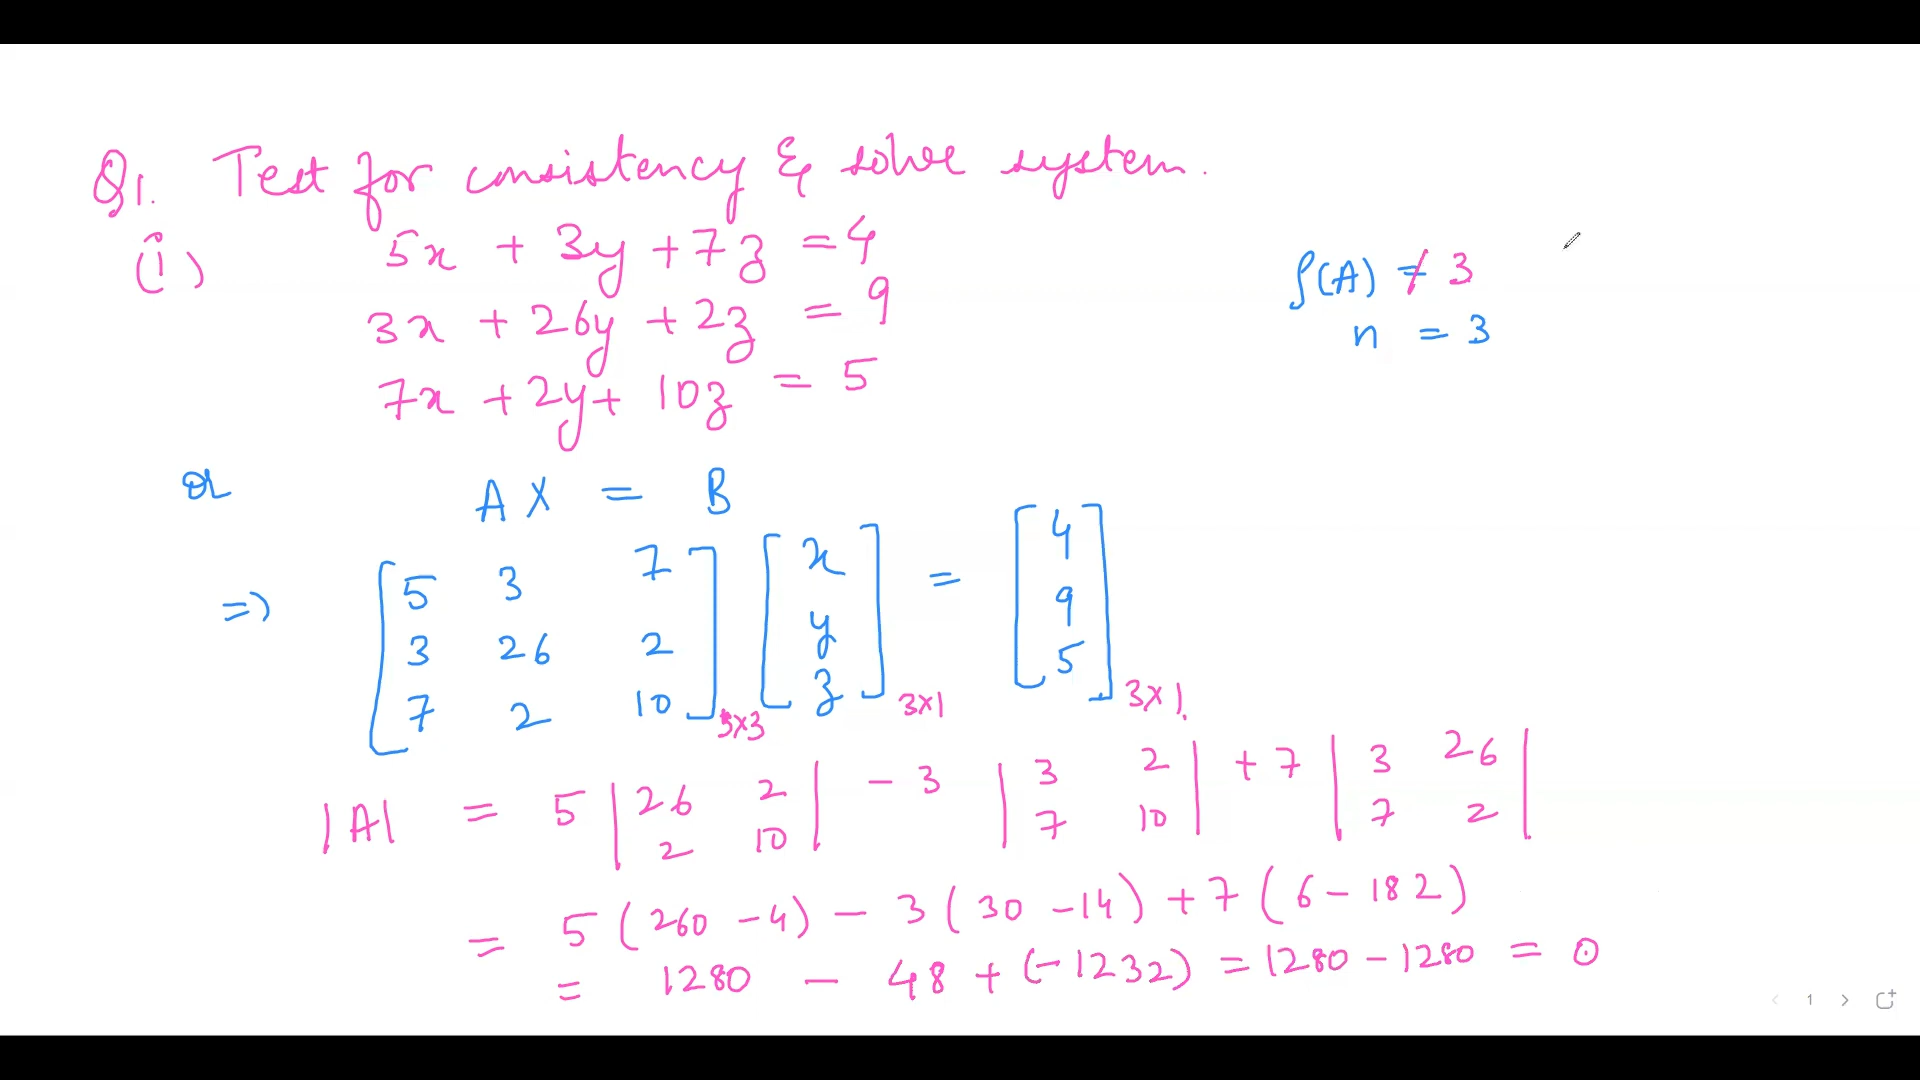 Q1. Test for consistency & solve system.
(i) 5x + 3y + 7z = 4
3x + 26y + 2z = 9
7x + 2y + 10z = 5
ρ(A) ≠ 3
n = 3
or AX = B
=> [5 3 7 [x = [4
3 26 2 y 9
7 2 10]3x3 z]3x1 5]3x1.
|A| = 5 |26 2 - 3 |3 2 + 7 |3 26
2 10| 7 10| 7 2|
= 5(260 - 4) - 3(30 - 14) + 7(6 - 182)
= 1280 - 48 + (-1232) = 1280 - 1280 = 0
1